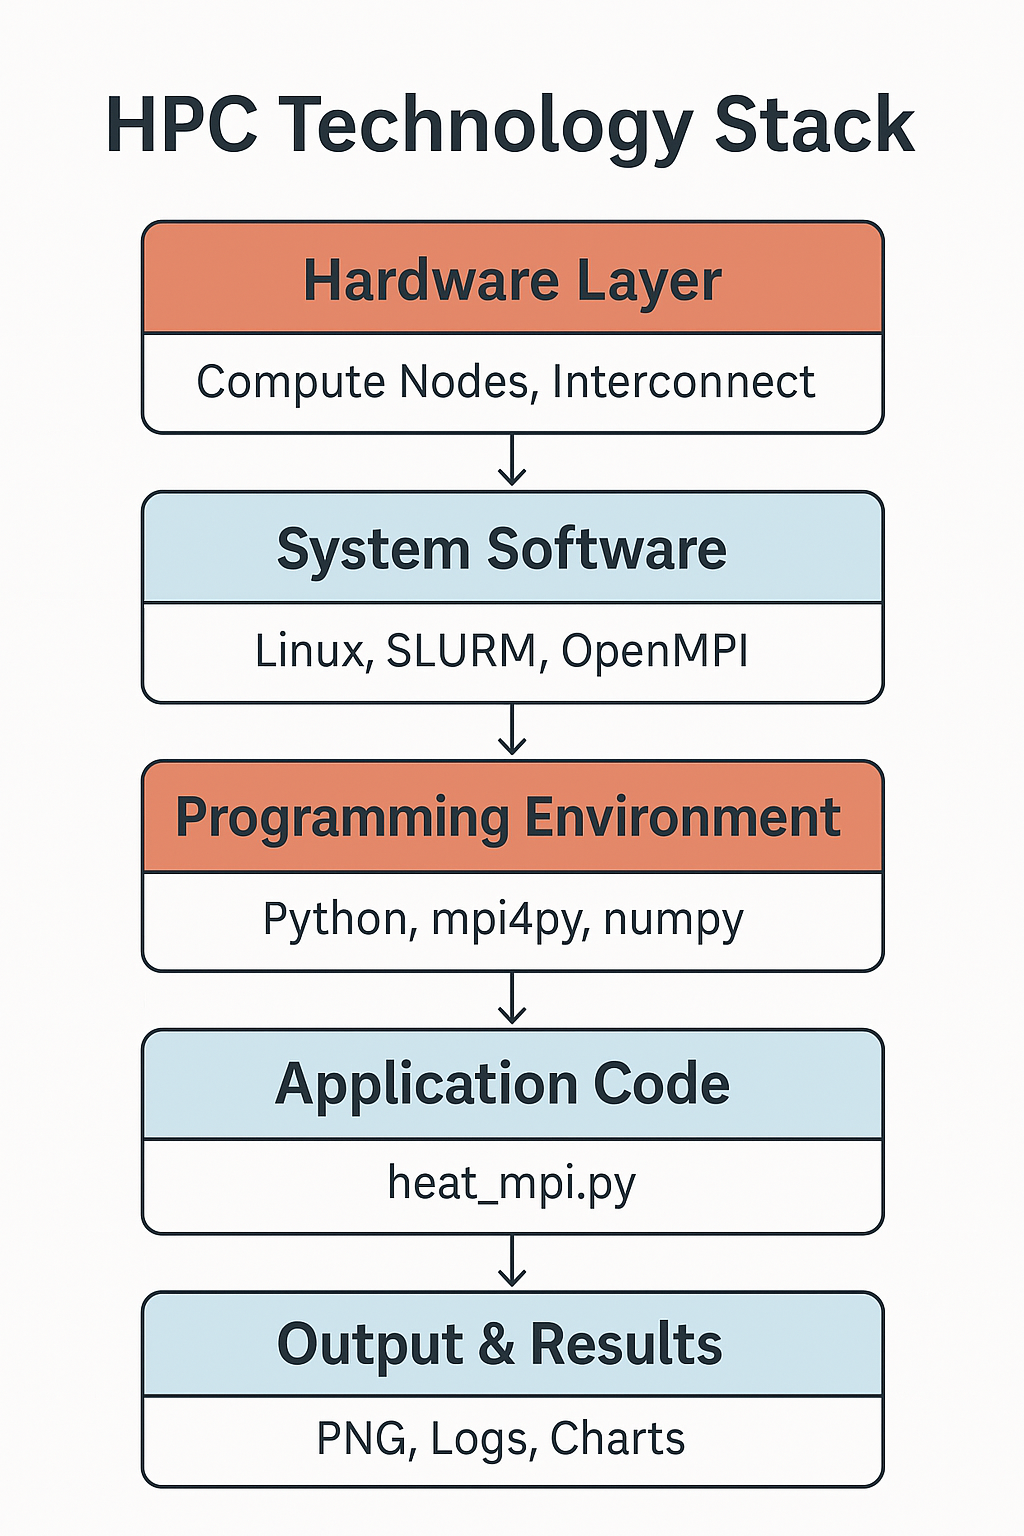 HPC Technology Stack
Hardware Layer
Compute Nodes, Interconnect
System Software
Linux, SLURM, OpenMPI
Programming Environment
Python, mpi4py, numpy
Application Code
heat_mpi.py
Output & Results
PNG, Logs, Charts